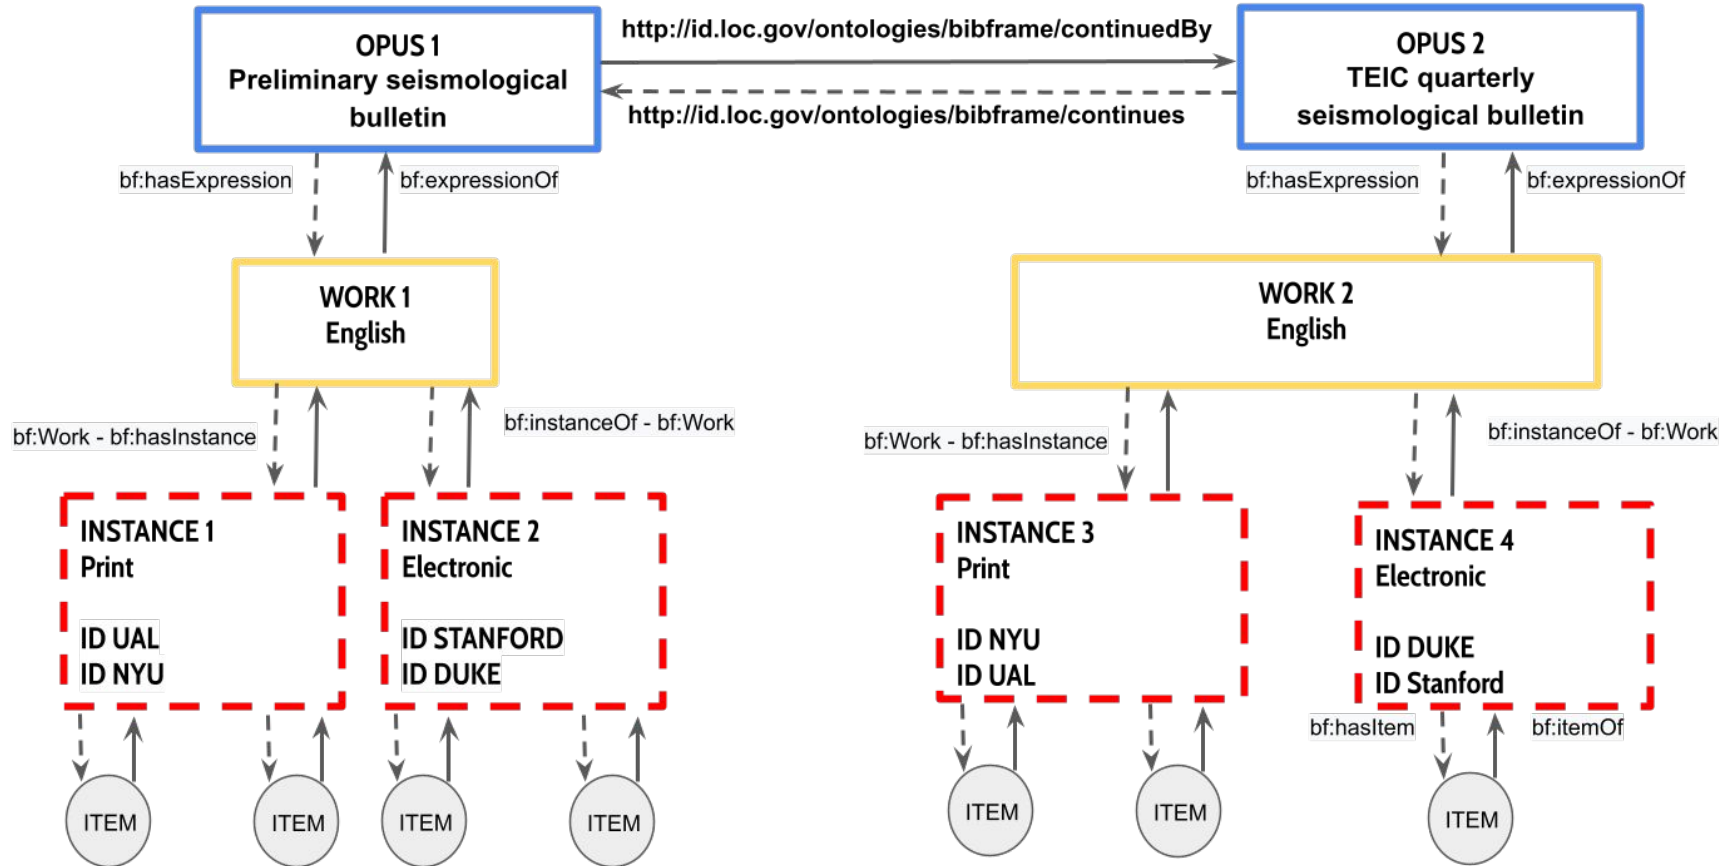 OPUS 1
Preliminary seismological
bulletin
http://id.loc.gov/ontologies/bibframe/continuedBy
http://id.loc.gov/ontologies/bibframe/continues
OPUS 2
TEIC quarterly
seismological bulletin
bf:hasExpression
bf:expressionOf
bf:hasExpression
bf:expressionOf
WORK 1
English
WORK 2
English
bf:Work - bf:hasInstance
bf:instanceOf - bf:Work
bf:Work - bf:hasInstance
bf:instanceOf - bf:Work
INSTANCE 1
Print
ID UAL
ID NYU
INSTANCE 2
Electronic
ID STANFORD
ID DUKE
INSTANCE 3
Print
ID NYU
ID UAL
INSTANCE 4
Electronic
ID DUKE
ID Stanford
bf:hasItem
bf:itemOf
ITEM
ITEM
ITEM
ITEM
ITEM
ITEM
ITEM